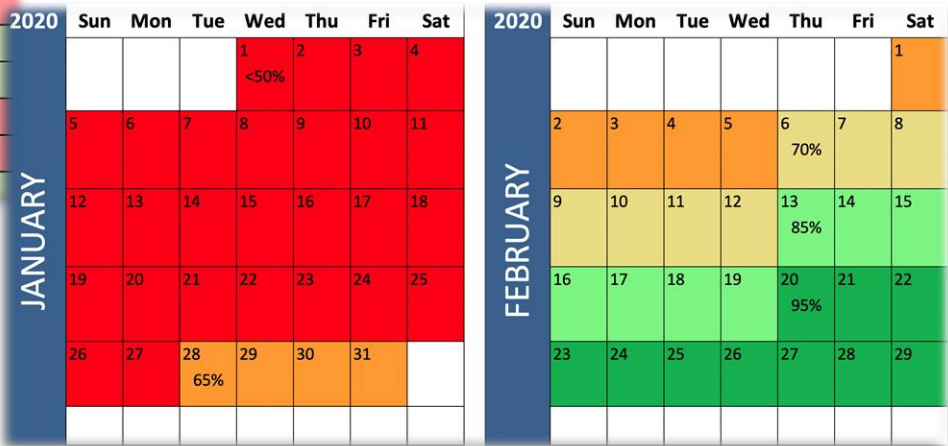 2020 Sun Mon Tue Wed Thu Fri Sat
JANUARY
1 2 3 4
<50%
5 6 7 8 9 10 11
12 13 14 15 16 17 18
19 20 21 22 23 24 25
26 27 28 29 30 31
65%
2020 Sun Mon Tue Wed Thu Fri Sat
FEBRUARY
1
2 3 4 5 6 7 8
70%
9 10 11 12 13 14 15
85%
16 17 18 19 20 21 22
95%
23 24 25 26 27 28 29